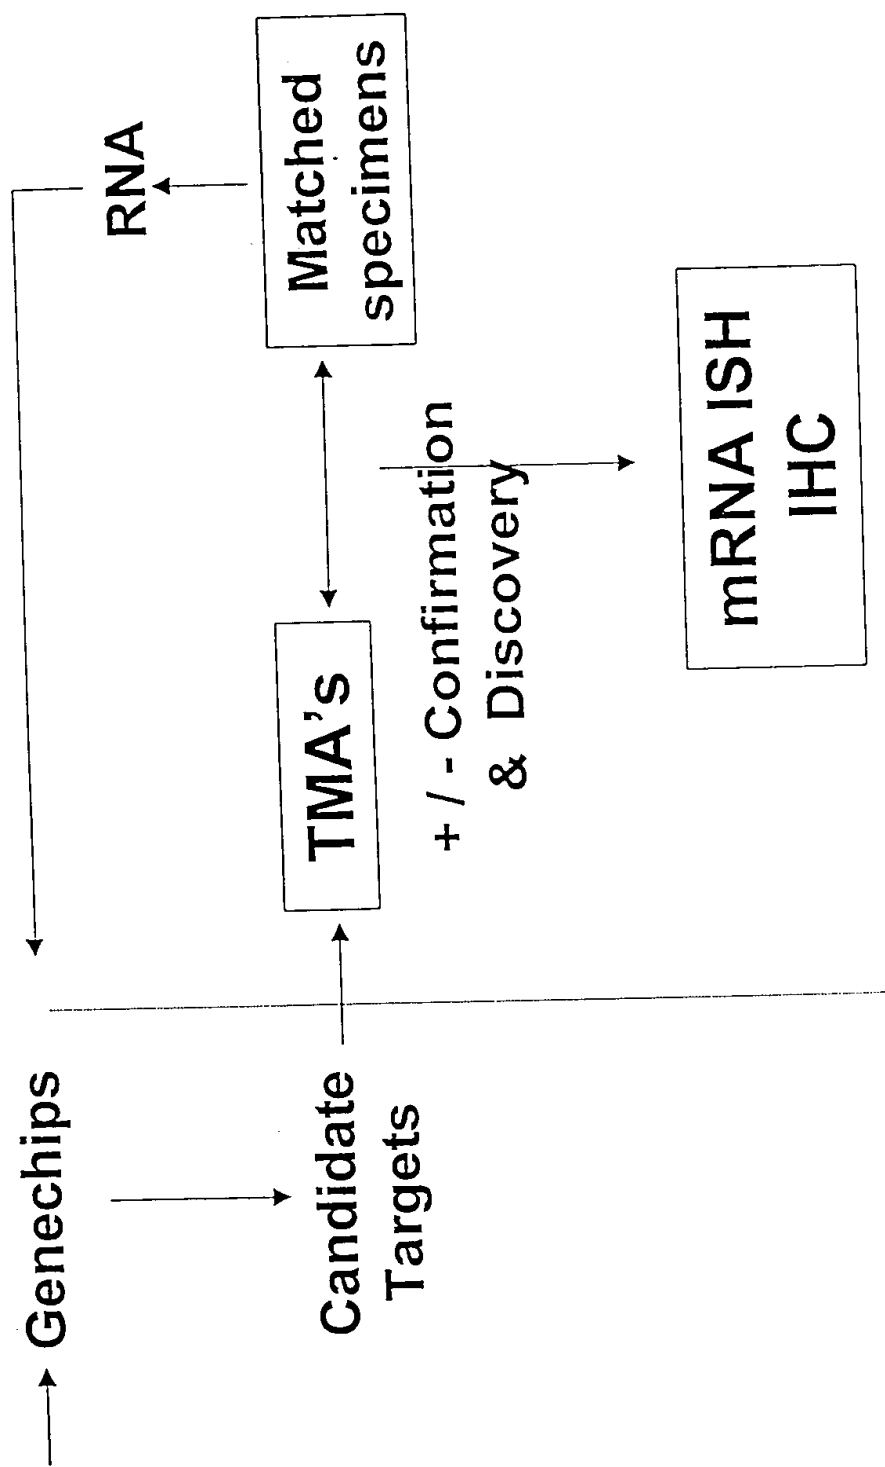 Genechips
RNA
Candidate
Targets
TMA's
Matched
specimens
+ / - Confirmation
& Discovery
mRNA ISH
IHC